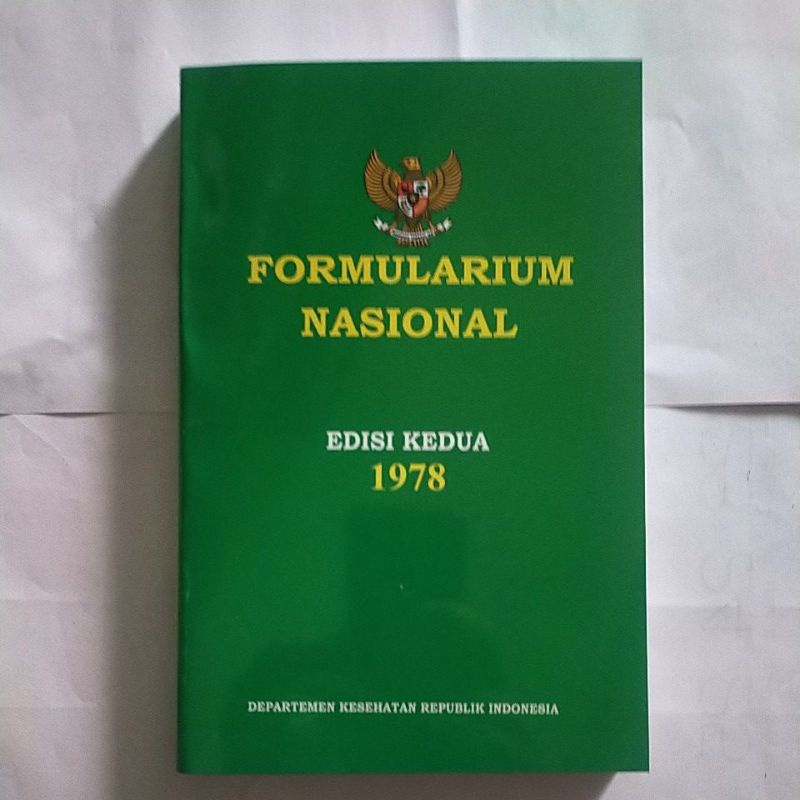 FORMULARIUM
NASIONAL
EDISI KEDUA
1978
DEPARTEMEN KESEHATAN REPUBLIK INDONESIA